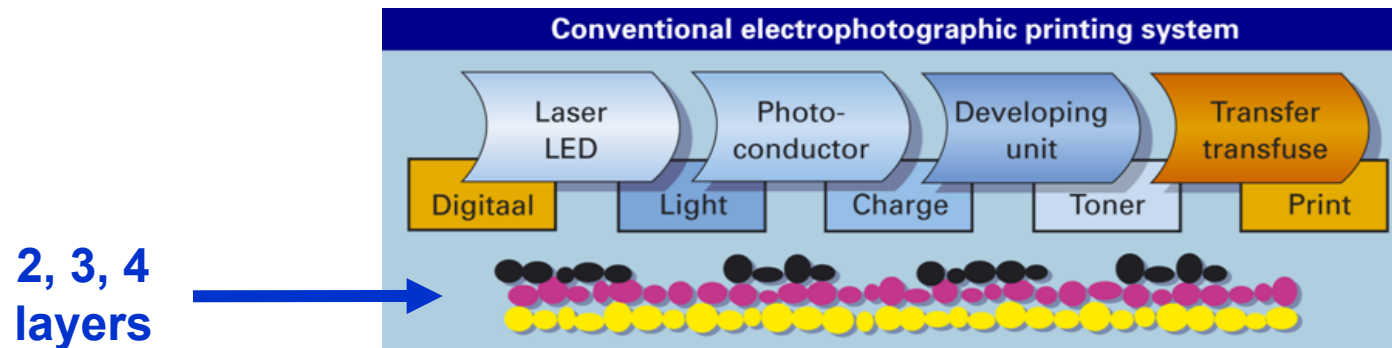 Conventional electrophotographic printing system
Laser
LED
Photo-
conductor
Developing
unit
Transfer
transfuse
Digitaal
Light
Charge
Toner
Print
2, 3, 4
layers